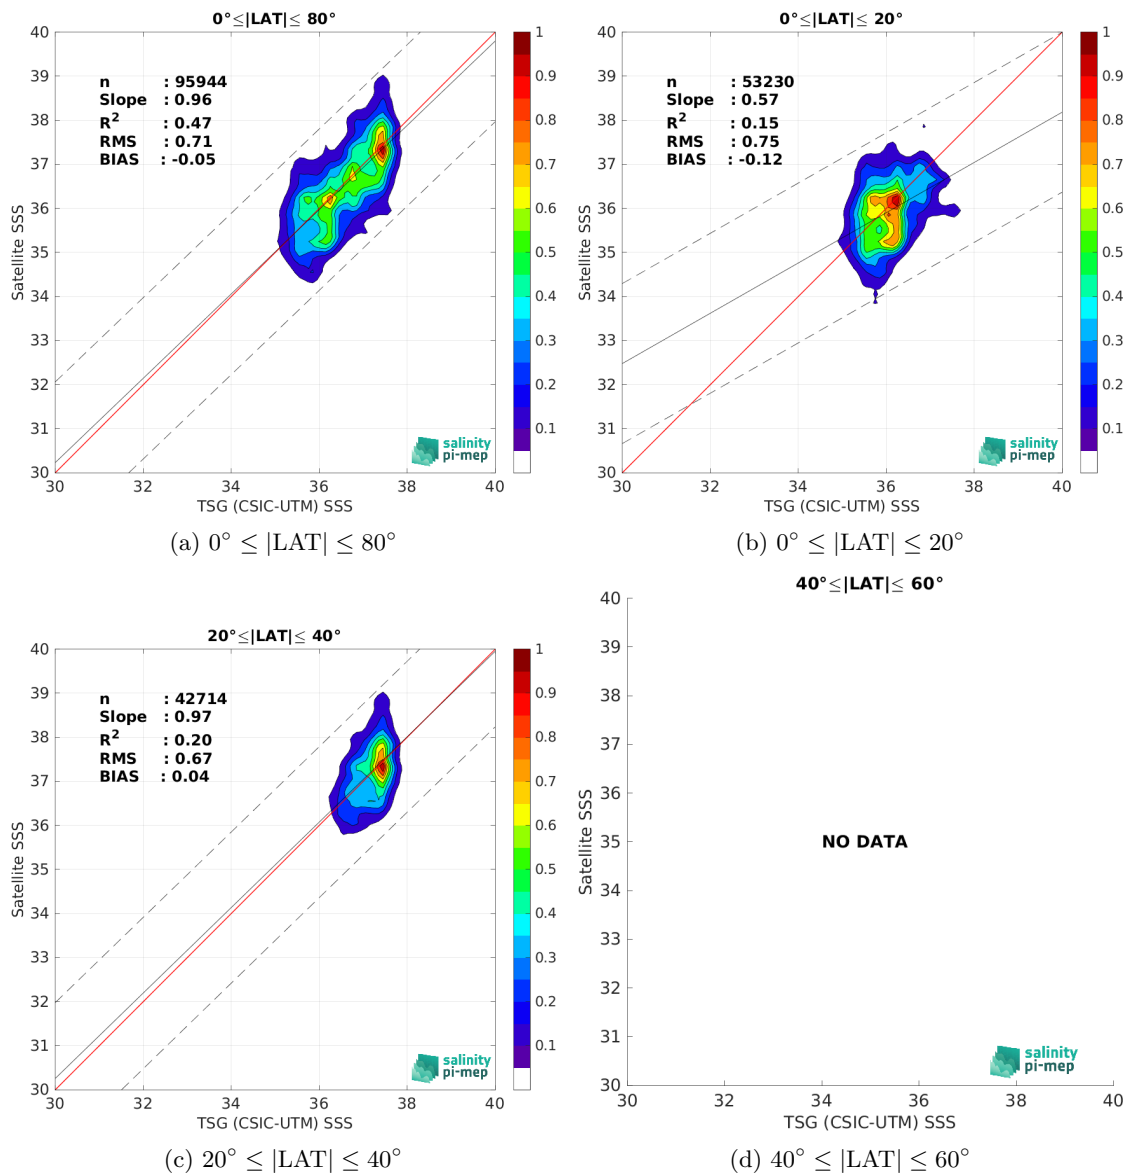 0°≤|LAT|≤ 80°
40
39
38
37
36
35
34
33
32
31
30
Satellite SSS
n : 95944
Slope : 0.96
R² : 0.47
RMS : 0.71
BIAS : -0.05
1
0.9
0.8
0.7
0.6
0.5
0.4
0.3
0.2
0.1
salinity
pi-mep
30 32 34 36 38 40
TSG (CSIC-UTM) SSS
(a) 0° ≤ |LAT| ≤ 80°
0°≤|LAT|≤ 20°
40
39
38
37
36
35
34
33
32
31
30
Satellite SSS
n : 53230
Slope : 0.57
R² : 0.15
RMS : 0.75
BIAS : -0.12
1
0.9
0.8
0.7
0.6
0.5
0.4
0.3
0.2
0.1
salinity
pi-mep
30 32 34 36 38 40
TSG (CSIC-UTM) SSS
(b) 0° ≤ |LAT| ≤ 20°
20°≤|LAT|≤ 40°
40
39
38
37
36
35
34
33
32
31
30
Satellite SSS
n : 42714
Slope : 0.97
R² : 0.20
RMS : 0.67
BIAS : 0.04
1
0.9
0.8
0.7
0.6
0.5
0.4
0.3
0.2
0.1
salinity
pi-mep
30 32 34 36 38 40
TSG (CSIC-UTM) SSS
(c) 20° ≤ |LAT| ≤ 40°
40°≤|LAT|≤ 60°
40
39
38
37
36
35
34
33
32
31
30
Satellite SSS
NO DATA
salinity
pi-mep
30 32 34 36 38 40
TSG (CSIC-UTM) SSS
(d) 40° ≤ |LAT| ≤ 60°